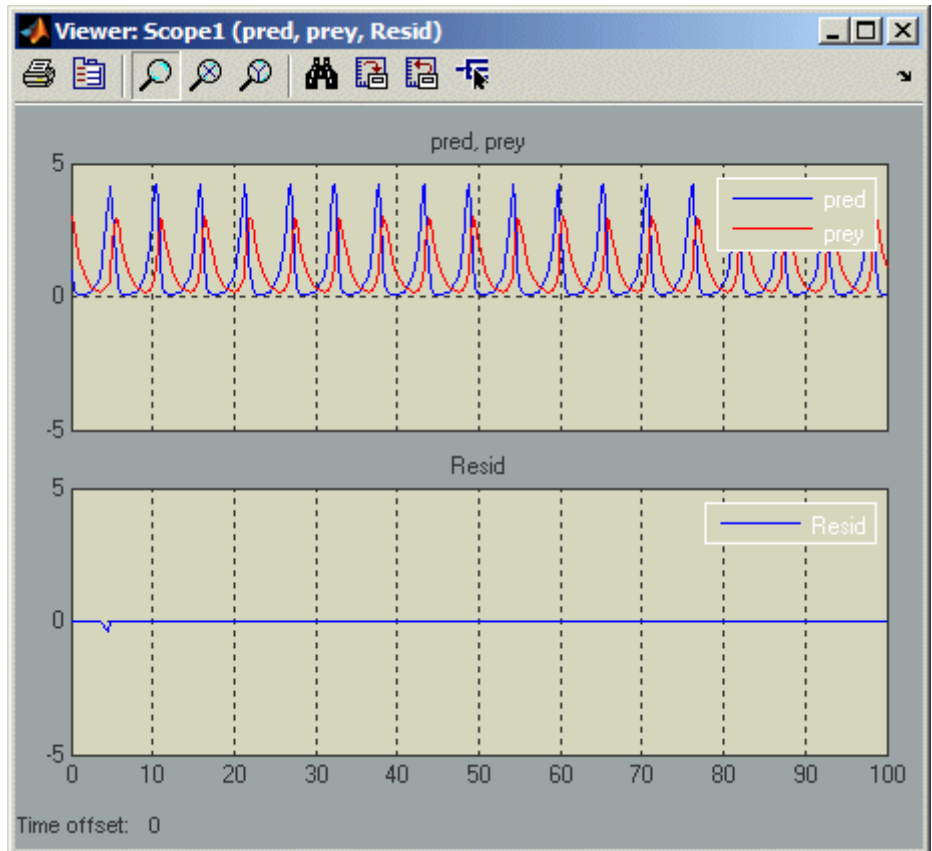 Viewer: Scope1 (pred, prey, Resid)
pred, prey
5
0
-5
pred
prey
Resid
5
0
-5
Resid
0 10 20 30 40 50 60 70 80 90 100
Time offset: 0